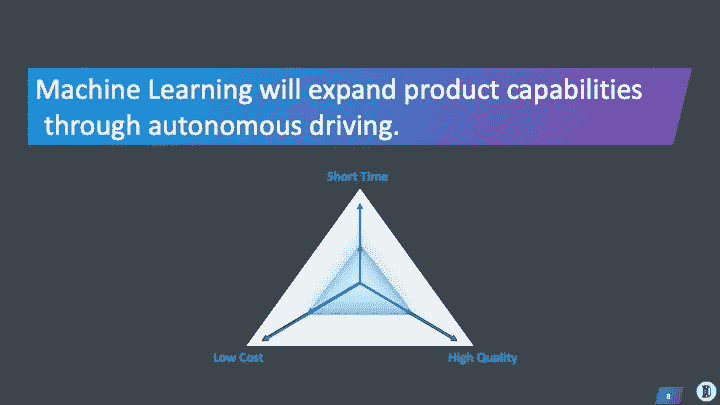 Machine Learning will expand product capabilities
through autonomous driving.
Short Time
Low Cost
High Quality
8